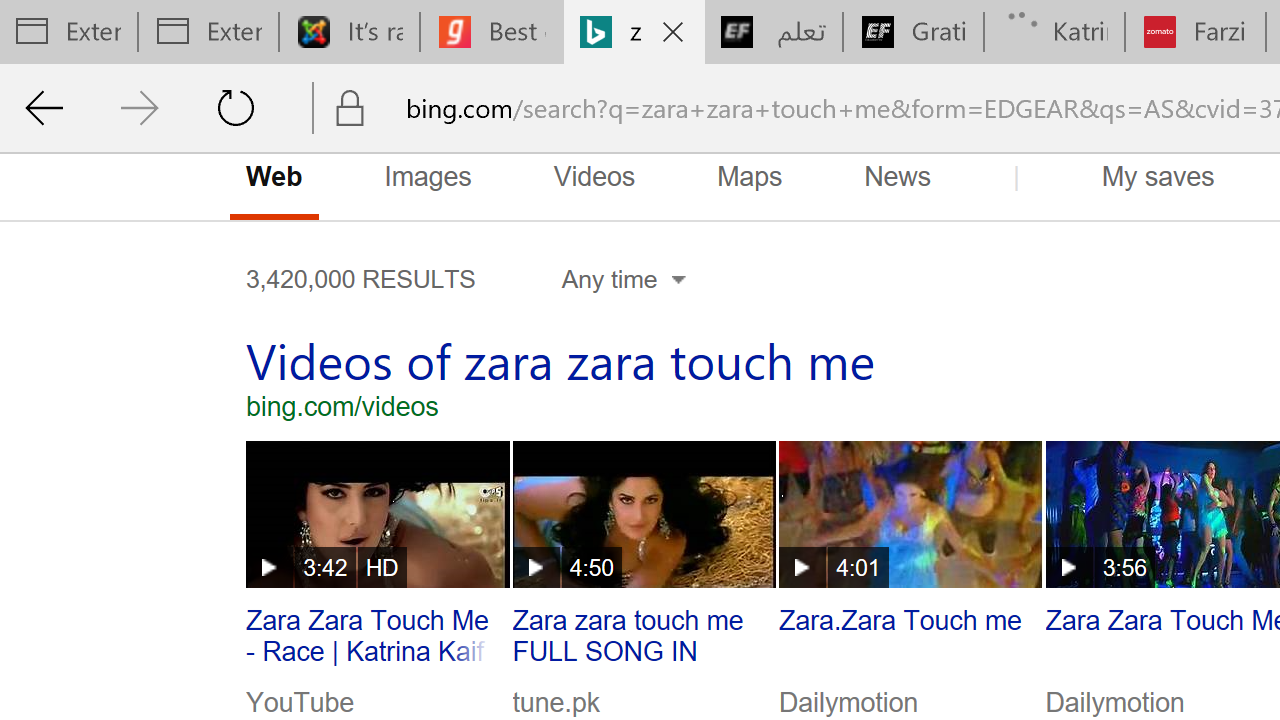 Exter
Exter
It's ra
Best
z
تعلم
Grati
Katri
zomato
Farzi
bing.com/search?q=zara+zara+touch+me&form=EDGEAR&qs=AS&cvid=37
Web Images Videos Maps News | My saves
3,420,000 RESULTS Any time
Videos of zara zara touch me
bing.com/videos
3:42 HD 4:50 4:01 3:56
Zara Zara Touch Me
- Race | Katrina Kaif
YouTube
Zara zara touch me
FULL SONG IN
tune.pk
Zara.Zara Touch me
Dailymotion
Zara Zara Touch Me
Dailymotion